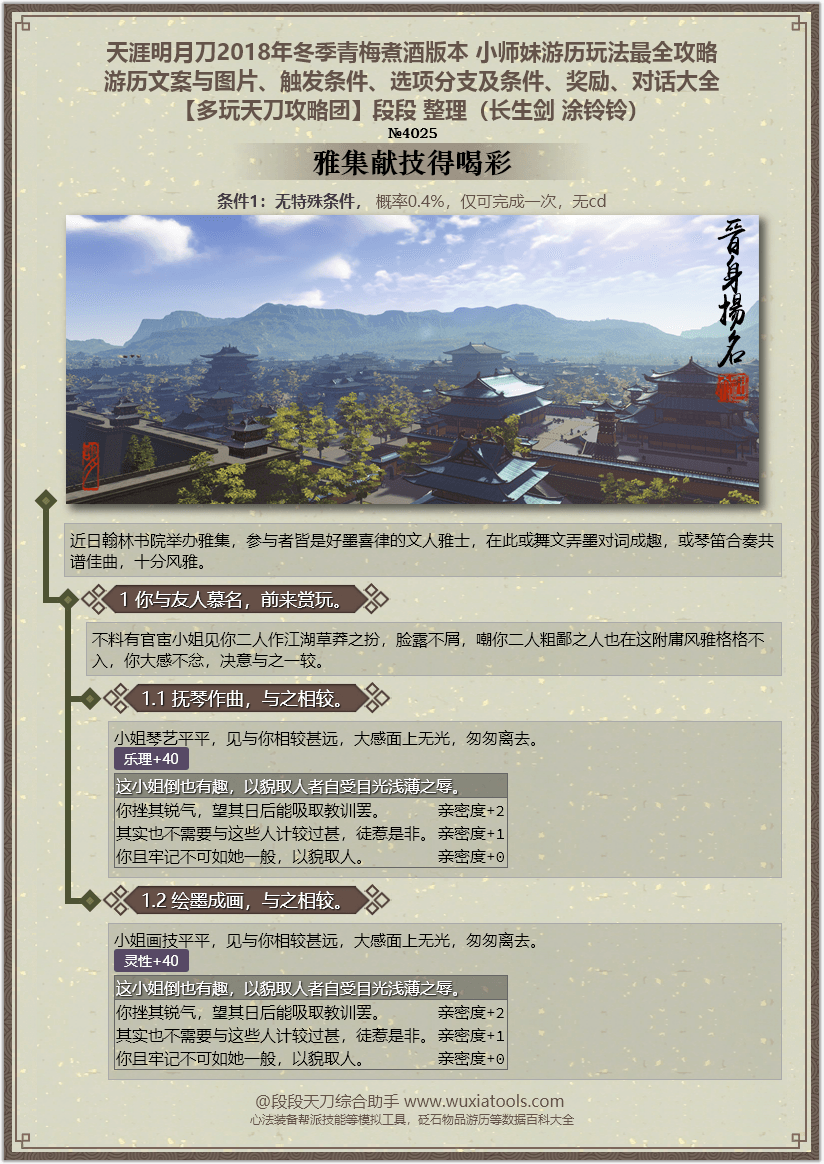 天涯明月刀2018年冬季青梅煮酒版本 小师妹游历玩法最全攻略
游历文案与图片、触发条件、选项分支及条件、奖励、对话大全
【多玩天刀攻略团】段段 整理（长生剑 涂铃铃）
№4025
雅集献技得喝彩
条件1：无特殊条件， 概率0.4%，仅可完成一次，无cd
晋身揚名
近日翰林书院举办雅集，参与者皆是好墨喜律的文人雅士，在此或舞文弄墨对词成趣，或琴笛合奏共
谱佳曲，十分风雅。
1 你与友人慕名，前来赏玩。
不料有官宦小姐见你二人作江湖草莽之扮，脸露不屑，嘲你二人粗鄙之人也在这附庸风雅格格不
入，你大感不忿，决意与之一较。
1.1 抚琴作曲，与之相较。
小姐琴艺平平，见与你相较甚远，大感面上无光，匆匆离去。
乐理+40
这小姐倒也有趣，以貌取人者自受目光浅薄之辱。
你挫其锐气，望其日后能吸取教训罢。 亲密度+2
其实也不需要与这些人计较过甚，徒惹是非。 亲密度+1
你且牢记不可如她一般，以貌取人。 亲密度+0
1.2 绘墨成画，与之相较。
小姐画技平平，见与你相较甚远，大感面上无光，匆匆离去。
灵性+40
这小姐倒也有趣，以貌取人者自受目光浅薄之辱。
你挫其锐气，望其日后能吸取教训罢。 亲密度+2
其实也不需要与这些人计较过甚，徒惹是非。 亲密度+1
你且牢记不可如她一般，以貌取人。 亲密度+0
@段段天刀综合助手 www.wuxiatools.com
心法装备帮派技能等模拟工具，砭石物品游历等数据百科大全